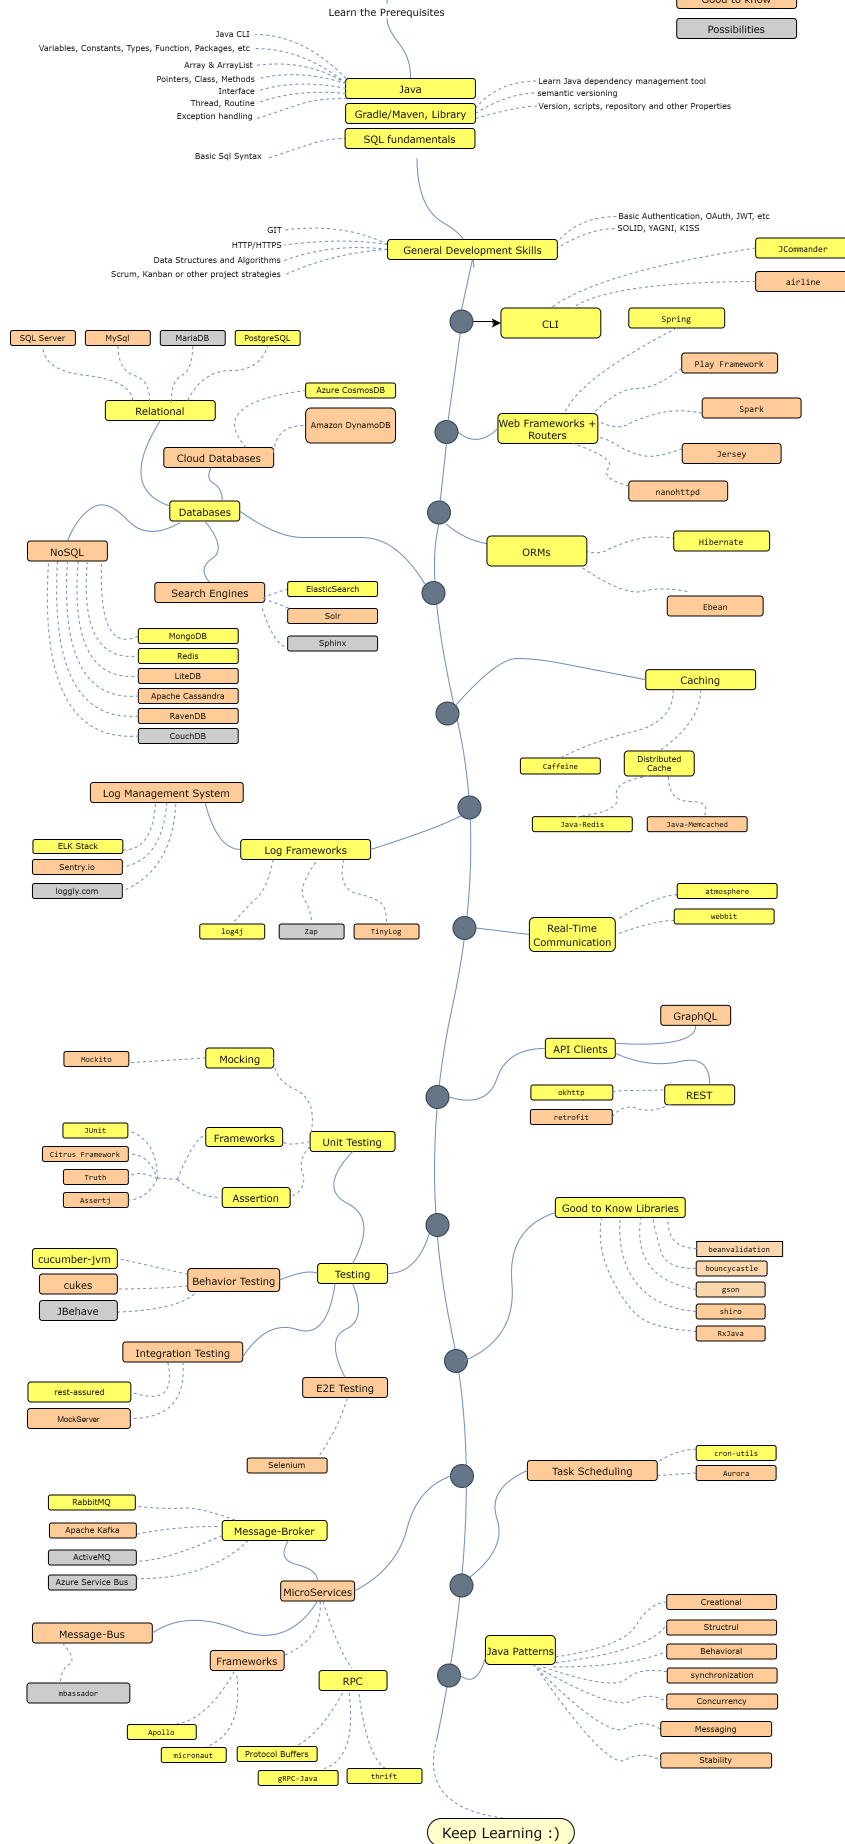 Good to know
Possibilities
Learn the Prerequisites
Java CLI
Variables, Constants, Types, Function, Packages, etc
Array & ArrayList
Pointers, Class, Methods
Interface
Thread, Routine
Exception handling
Java
Gradle/Maven, Library
SQL fundamentals
Learn Java dependency management tool
semantic versioning
Version, scripts, repository and other Properties
Basic Sql Syntax
GIT
HTTP/HTTPS
Data Structures and Algorithms
Scrum, Kanban or other project strategies
General Development Skills
Basic Authentication, OAuth, JWT, etc
SOLID, YAGNI, KISS
JCommander
airline
CLI
Spring
Play Framework
Spark
Jersey
nanohttpd
Web Frameworks +
Routers
SQL Server
MySql
MariaDB
PostgreSQL
Relational
Azure CosmosDB
Amazon DynamoDB
Cloud Databases
Databases
NoSQL
Search Engines
ElasticSearch
Solr
Sphinx
MongoDB
Redis
LiteDB
Apache Cassandra
RavenDB
CouchDB
ORMs
Hibernate
Ebean
Caching
Caffeine
Distributed
Cache
Java-Redis
Java-Memcached
Log Management System
ELK Stack
Sentry.io
loggly.com
Log Frameworks
log4j
Zap
TinyLog
Real-Time
Communication
atmosphere
webbit
GraphQL
API Clients
REST
okhttp
retrofit
Mockito
Mocking
JUnit
Citrus Framework
Truth
Assertj
Frameworks
Unit Testing
Assertion
Good to Know Libraries
beanvalidation
bouncycastle
gson
shiro
RxJava
cucumber-jvm
cukes
JBehave
Behavior Testing
Testing
Integration Testing
rest-assured
MockServer
E2E Testing
Selenium
Task Scheduling
cron-utils
Aurora
RabbitMQ
Apache Kafka
ActiveMQ
Azure Service Bus
Message-Broker
MicroServices
Message-Bus
mbassador
Frameworks
RPC
Apollo
micronaut
Protocol Buffers
gRPC-Java
thrift
Java Patterns
Creational
Structrul
Behavioral
synchronization
Concurrency
Messaging
Stability
Keep Learning :)